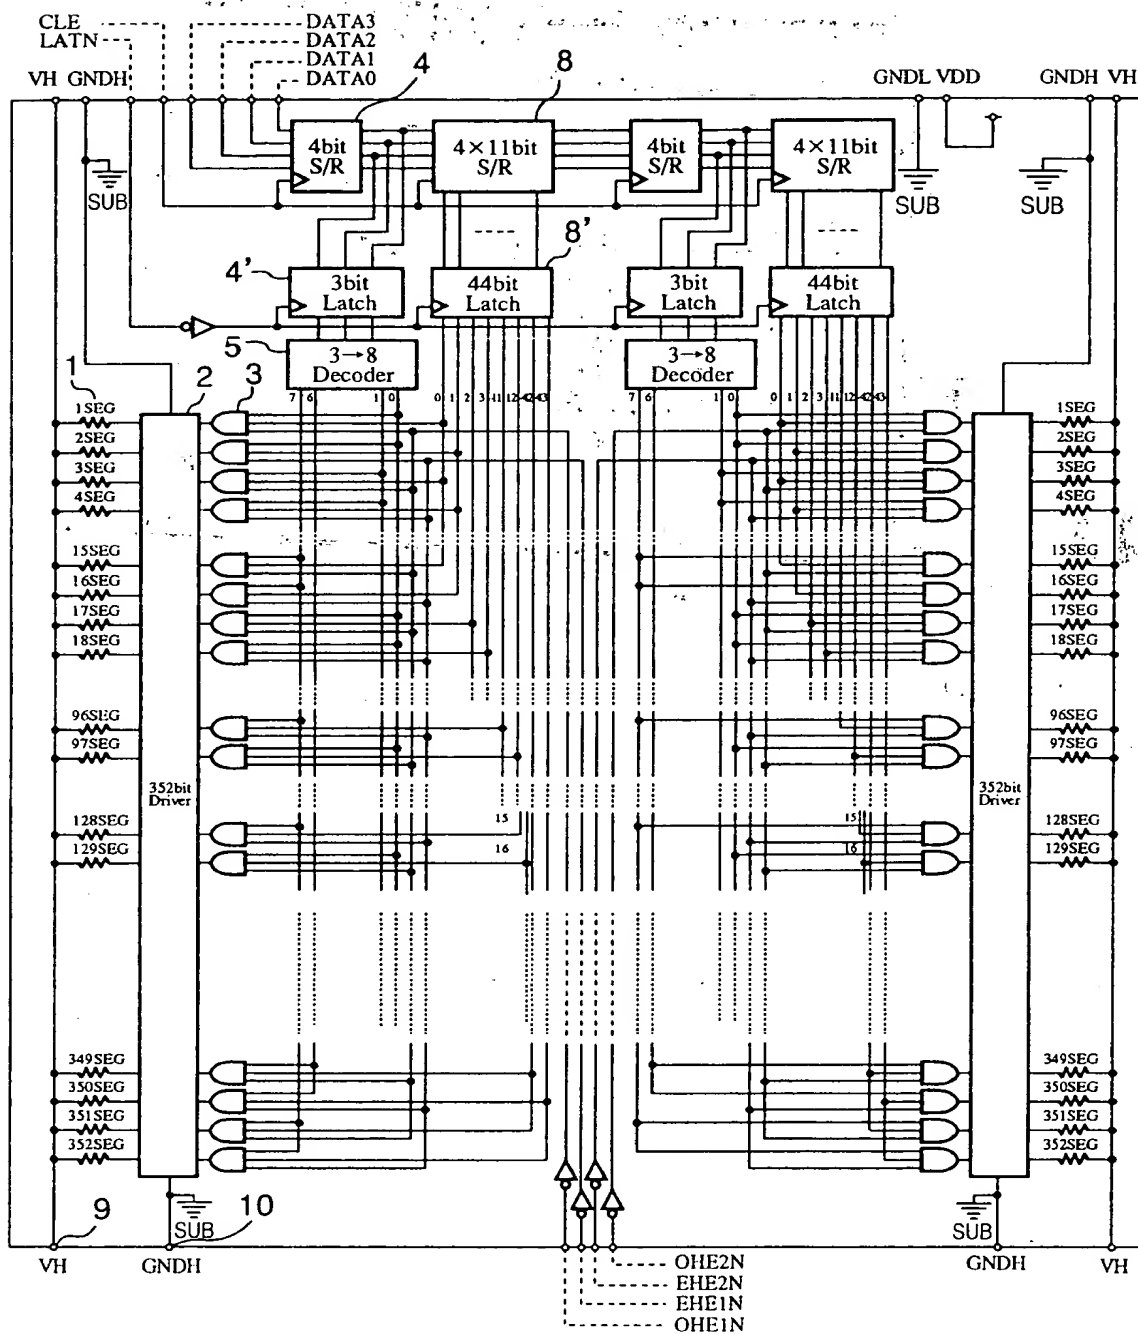 CLE
LATN
DATA3
DATA2
DATA1
DATA0
4
8
VH GNDH
GNDL VDD
GNDH VH
4bit
S/R
4×11bit
S/R
4bit
S/R
4×11bit
S/R
SUB
SUB
SUB
8'
4'
3bit
Latch
44bit
Latch
3bit
Latch
44bit
Latch
5
3→8
Decoder
3→8
Decoder
1
2
3
7 6 1 0
0 1 2 3 11 12 42 43
7 6 1 0
0 1 2 3 11 12 42 43
1SEG
2SEG
3SEG
4SEG
15SEG
16SEG
17SEG
18SEG
96SEG
97SEG
352bit
Driver
128SEG
129SEG
15
16
349SEG
350SEG
351SEG
352SEG
1SEG
2SEG
3SEG
4SEG
15SEG
16SEG
17SEG
18SEG
96SEG
97SEG
352bit
Driver
128SEG
129SEG
15
16
349SEG
350SEG
351SEG
352SEG
9
SUB
10
SUB
VH
GNDH
GNDH
VH
OHE2N
EHE2N
EHE1N
OHE1N